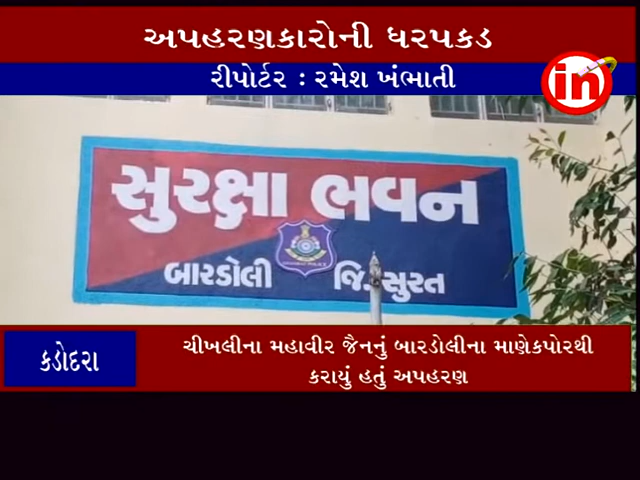 અપહરણકારોની ધરપકડ
રીપોર્ટર : રમેશ ખંભાતી
in
સુરક્ષા ભવન
બારડોલી જિ.સુરત
કડોદરા
ચીખલીના મહાવીર જૈનનું બારડોલીના માણેકપોરથી
કરાયું હતું અપહરણ